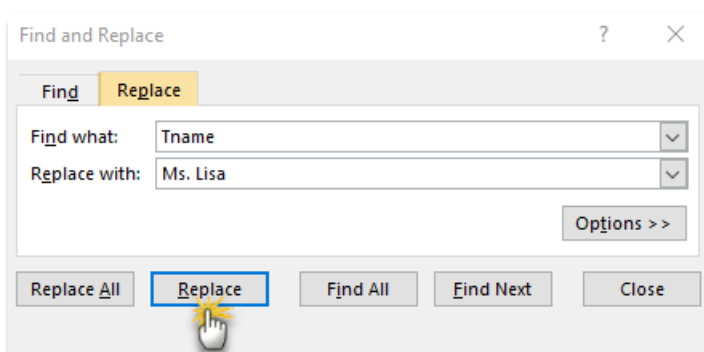 Find and Replace ?
Find Replace
Find what: Tname
Replace with: Ms. Lisa
Options >>
Replace All Replace Find All Find Next Close